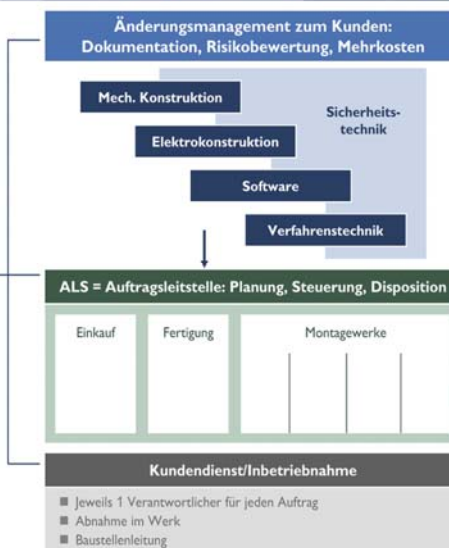 Änderungsmanagement zum Kunden:
Dokumentation, Risikobewertung, Mehrkosten
Mech. Konstruktion
Sicherheits-
technik
Elektrokonstruktion
Software
Verfahrenstechnik
ALS = Auftragsleitstelle: Planung, Steuerung, Disposition
Einkauf
Fertigung
Montagewerke
Kundendienst/Inbetriebnahme
■ Jeweils 1 Verantwortlicher für jeden Auftrag
■ Abnahme im Werk
■ Baustellenleitung